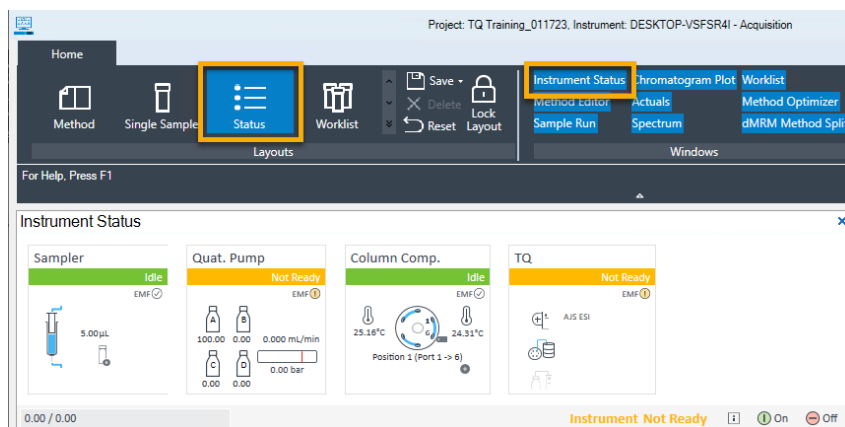 Project: TQ Training_011723, Instrument: DESKTOP-VSFSR4I - Acquisition
Home
Method
Single Sample
Status
Worklist
Save
Delete
Reset
Lock
Layout
Layouts
Instrument Status Chromatogram Plot Worklist
Method Editor Actuals Method Optimizer
Sample Run Spectrum dMRM Method Spli
Windows
For Help, Press F1
Instrument Status
Sampler
Idle
EMF
5.00µL
Quat. Pump
Not Ready
EMF
A B
100.00 0.00 0.000 mL/min
C D
0.00 bar
0.00 0.00
Column Comp.
Idle
EMF
25.16°C 24.31°C
Position 1 (Port 1 -> 6)
TQ
Not Ready
EMF
AJS ESI
0.00 / 0.00
Instrument Not Ready
On
Off